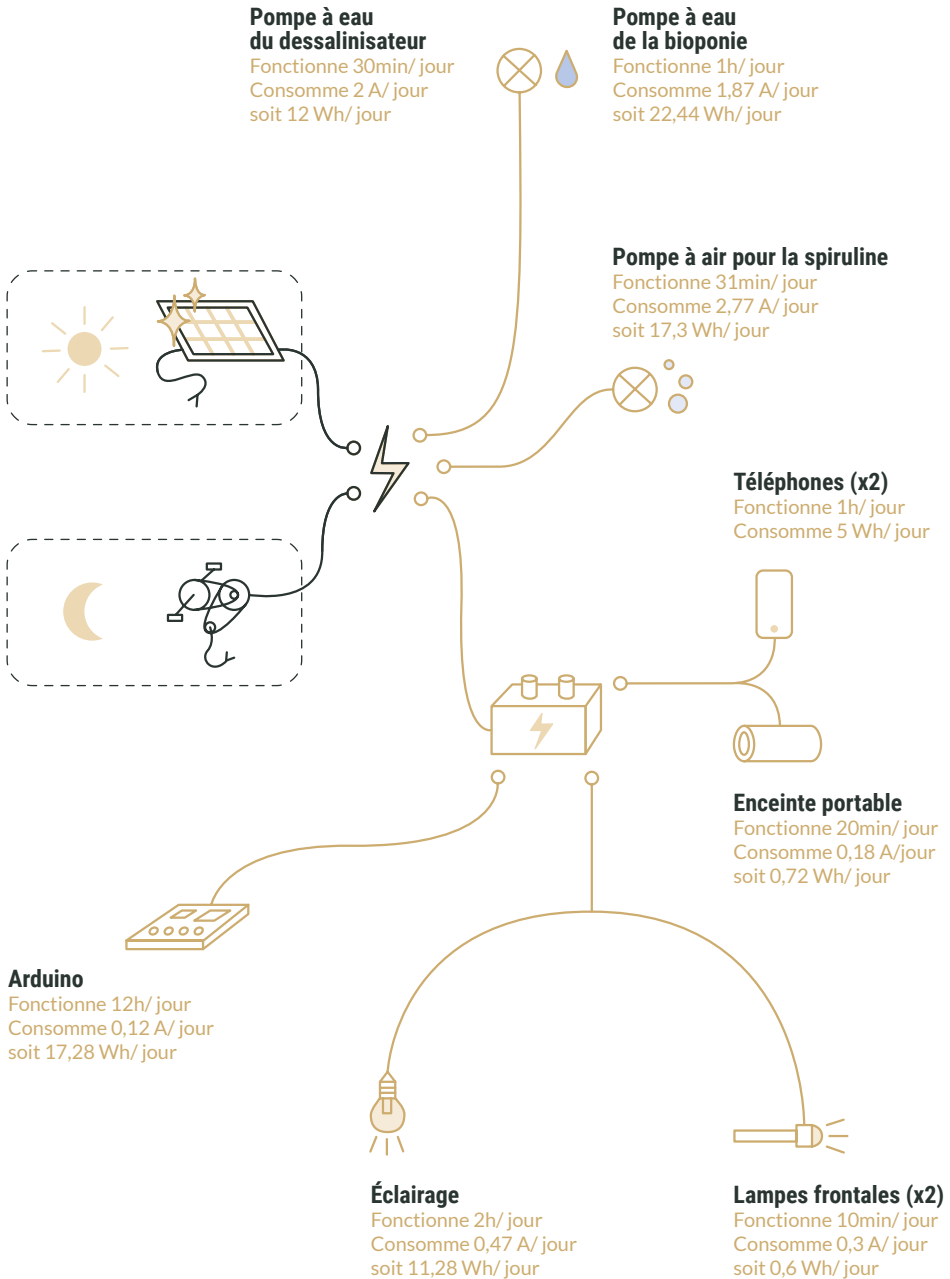 Pompe à eau
du dessalinisateur
Fonctionne 30min/ jour
Consomme 2 A/ jour
soit 12 Wh/ jour
Pompe à eau
de la bioponie
Fonctionne 1h/ jour
Consomme 1,87 A/ jour
soit 22,44 Wh/ jour
Pompe à air pour la spiruline
Fonctionne 31min/ jour
Consomme 2,77 A/ jour
soit 17,3 Wh/ jour
Téléphones (x2)
Fonctionne 1h/ jour
Consomme 5 Wh/ jour
Enceinte portable
Fonctionne 20min/ jour
Consomme 0,18 A/jour
soit 0,72 Wh/ jour
Arduino
Fonctionne 12h/ jour
Consomme 0,12 A/ jour
soit 17,28 Wh/ jour
Éclairage
Fonctionne 2h/ jour
Consomme 0,47 A/ jour
soit 11,28 Wh/ jour
Lampes frontales (x2)
Fonctionne 10min/ jour
Consomme 0,3 A/ jour
soit 0,6 Wh/ jour